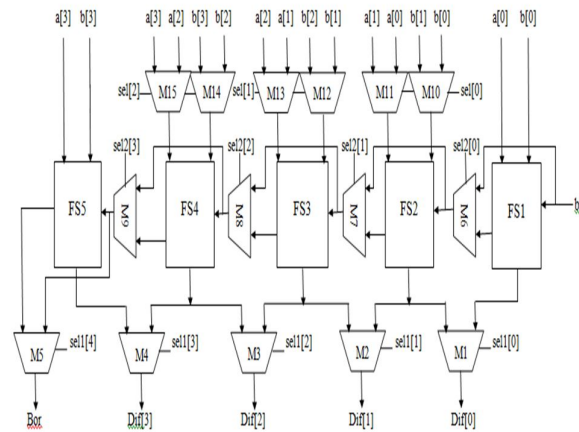 a[3] b[3] a[3] a[2] b[3] b[2] a[2] a[1] b[2] b[1] a[1] a[0] b[1] b[0] a[0] b[0]
sel[2] M15 M14 sel[1] M13 M12 M11 M10 sel[0]
sel2[3] sel2[2] sel2[1] sel2[0]
FS5 M9 FS4 M8 FS3 M7 FS2 M6 FS1 b
M5 sel1[4] M4 sel1[3] M3 sel1[2] M2 sel1[1] M1 sel1[0]
Bor Dif[3] Dif[2] Dif[1] Dif[0]